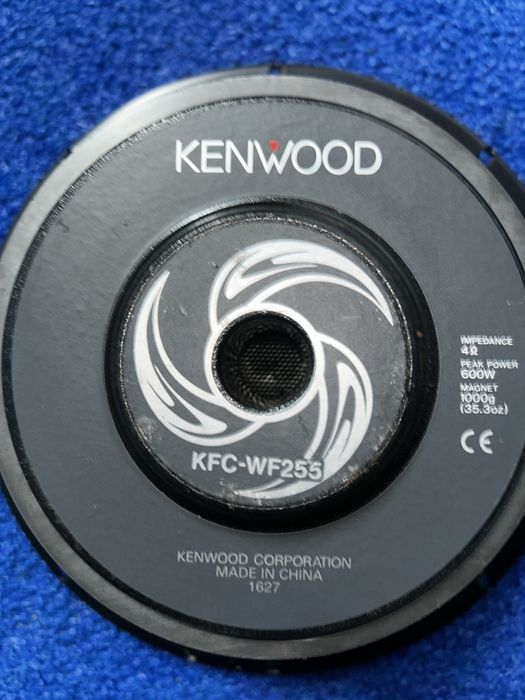 KENWOOD
IMPEDANCE
4Ω
PEAK POWER
600W
MAGNET
1000g
(35.3oz)
CE
KFC-WF255
KENWOOD CORPORATION
MADE IN CHINA
1627